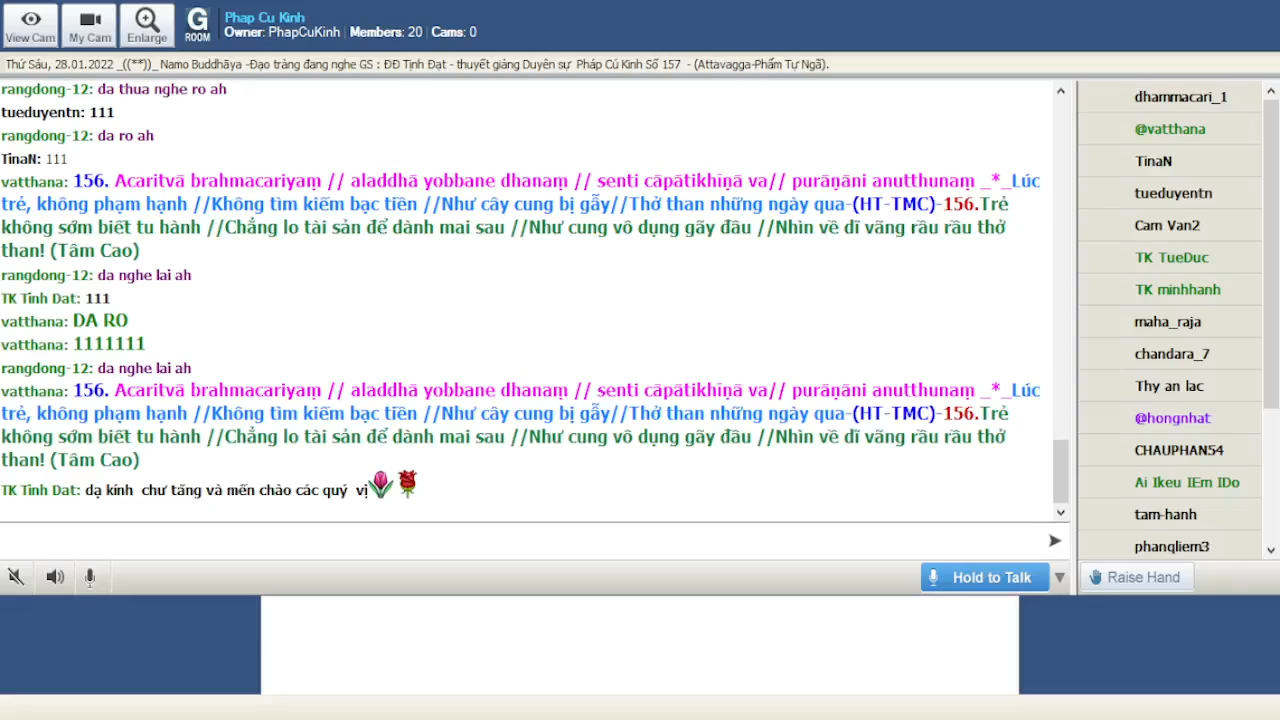 View Cam
My Cam
Enlarge
G
ROOM
Phap Cu Kinh
Owner: PhapCuKinh | Members: 20 | Cams: 0
Thứ Sáu, 28.01.2022 _((**))_ Namo Buddhāya -Đạo tràng đang nghe GS : ĐĐ Tịnh Đạt - thuyết giảng Duyên sự Pháp Cú Kinh Số 157 - (Attavagga-Phẩm Tự Ngã).
rangdong-12: da thua nghe ro ah
tueduyentn: 111
rangdong-12: da ro ah
TinaN: 111
vatthana: 156. Acaritvā brahmacariyaṃ // aladdhā yobbane dhanaṃ // senti cāpātikhīṇā va// purāṇāni anutthunaṃ _*_Lúc
trẻ, không phạm hạnh //Không tìm kiếm bạc tiền //Như cây cung bị gẫy//Thở than những ngày qua-(HT-TMC)-156.Trẻ
không sớm biết tu hành //Chẳng lo tài sản để dành mai sau //Như cung vô dụng gãy đầu //Nhìn về dĩ vãng rầu rầu thở
than! (Tâm Cao)
rangdong-12: da nghe lai ah
TK Tinh Dat: 111
vatthana: DA RO
vatthana: 1111111
rangdong-12: da nghe lai ah
vatthana: 156. Acaritvā brahmacariyaṃ // aladdhā yobbane dhanaṃ // senti cāpātikhīṇā va// purāṇāni anutthunaṃ _*_Lúc
trẻ, không phạm hạnh //Không tìm kiếm bạc tiền //Như cây cung bị gẫy//Thở than những ngày qua-(HT-TMC)-156.Trẻ
không sớm biết tu hành //Chẳng lo tài sản để dành mai sau //Như cung vô dụng gãy đầu //Nhìn về dĩ vãng rầu rầu thở
than! (Tâm Cao)
TK Tinh Dat: dạ kính chư tăng và mến chào các quý vị
Hold to Talk
dhammacari_1
@vatthana
TinaN
tueduyentn
Cam Van2
TK TueDuc
TK minhhanh
maha_raja
chandara_7
Thy an lac
@hongnhat
CHAUPHAN54
Ai Ikeu IEm IDo
tam-hanh
phanqliem3
Raise Hand